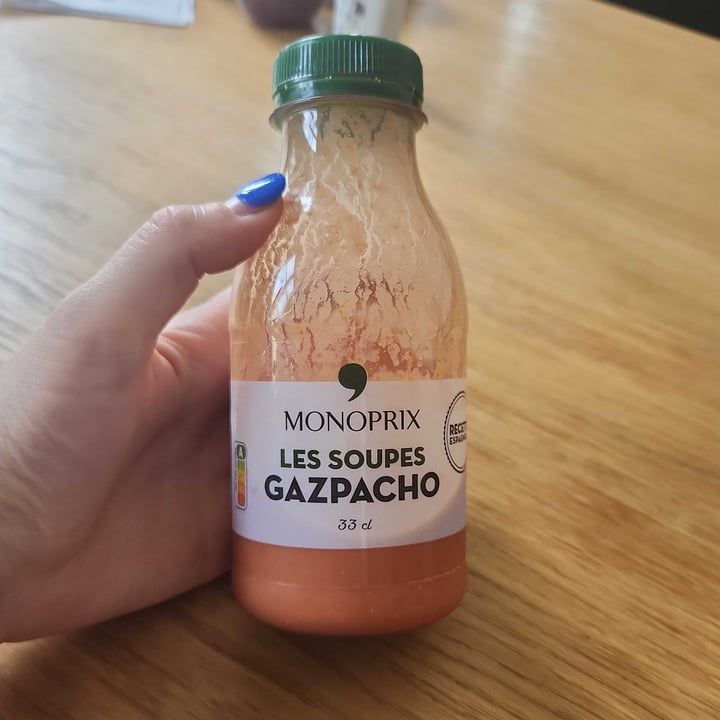 MONOPRIX
LES SOUPES
GAZPACHO
33 cl
A